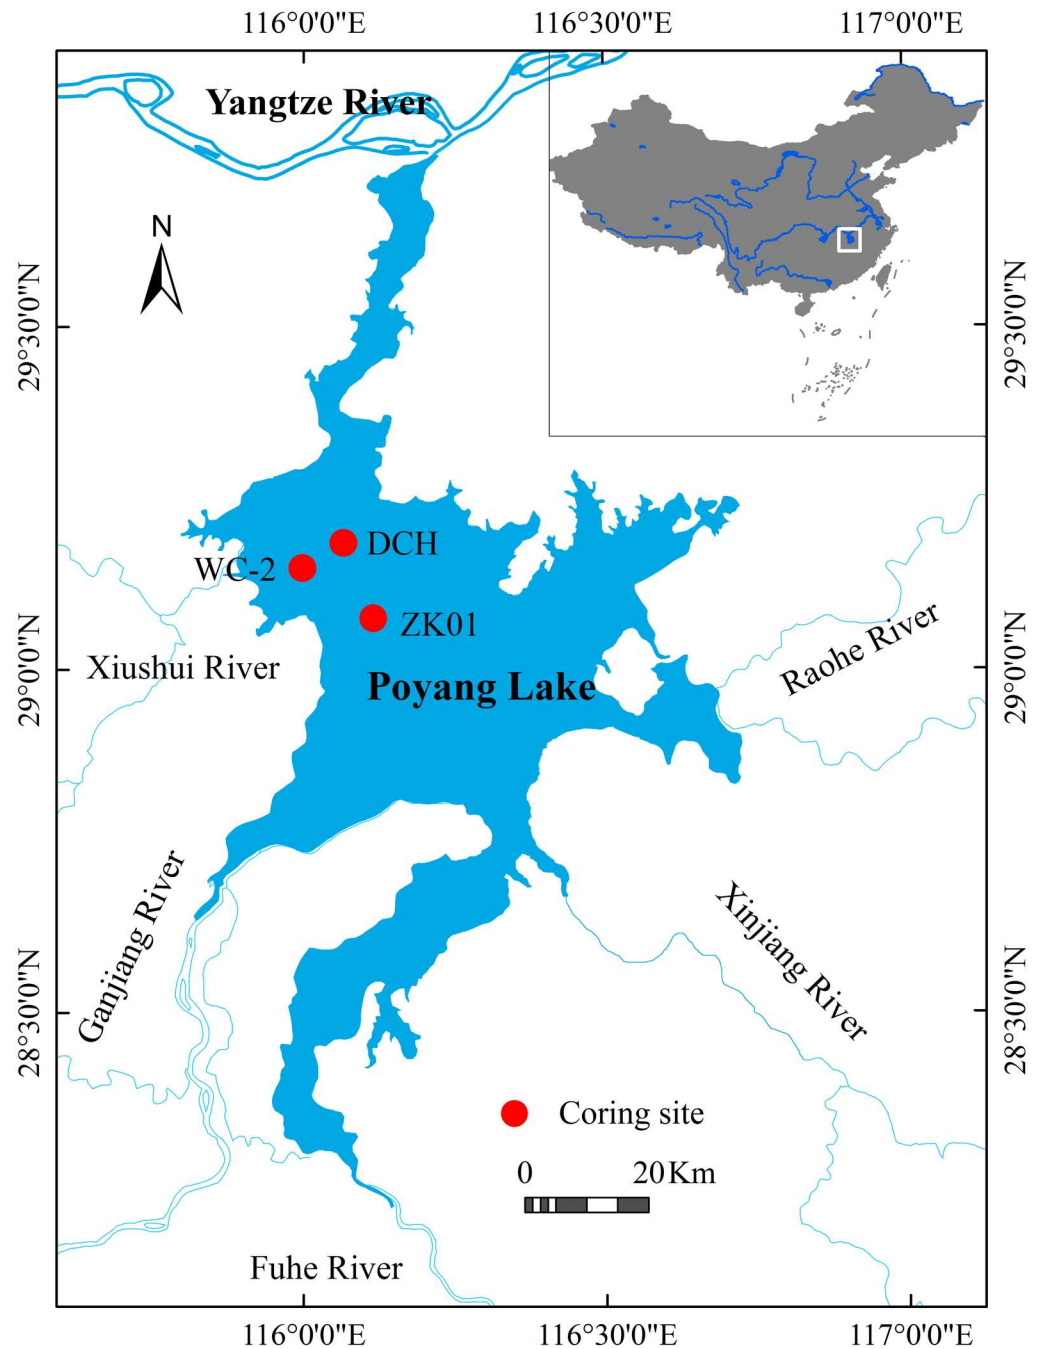 116°0'0"E
116°30'0"E
117°0'0"E
Yangtze River
N
29°30'0"N
29°30'0"N
DCH
WC-2
ZK01
Xiushui River
Poyang Lake
Raohe River
29°0'0"N
29°0'0"N
Ganjiang River
Xinjiang River
28°30'0"N
28°30'0"N
Coring site
0 20 Km
Fuhe River
116°0'0"E
116°30'0"E
117°0'0"E